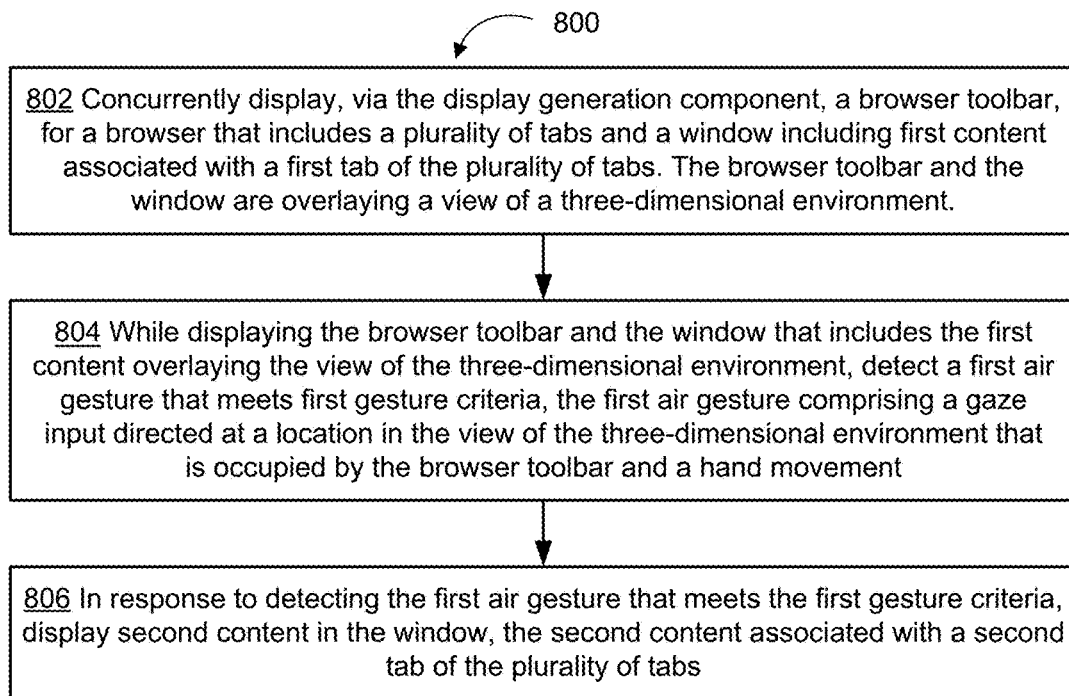 800
802 Concurrently display, via the display generation component, a browser toolbar,
for a browser that includes a plurality of tabs and a window including first content
associated with a first tab of the plurality of tabs. The browser toolbar and the
window are overlaying a view of a three-dimensional environment.
804 While displaying the browser toolbar and the window that includes the first
content overlaying the view of the three-dimensional environment, detect a first air
gesture that meets first gesture criteria, the first air gesture comprising a gaze
input directed at a location in the view of the three-dimensional environment that
is occupied by the browser toolbar and a hand movement
806 In response to detecting the first air gesture that meets the first gesture criteria,
display second content in the window, the second content associated with a second
tab of the plurality of tabs